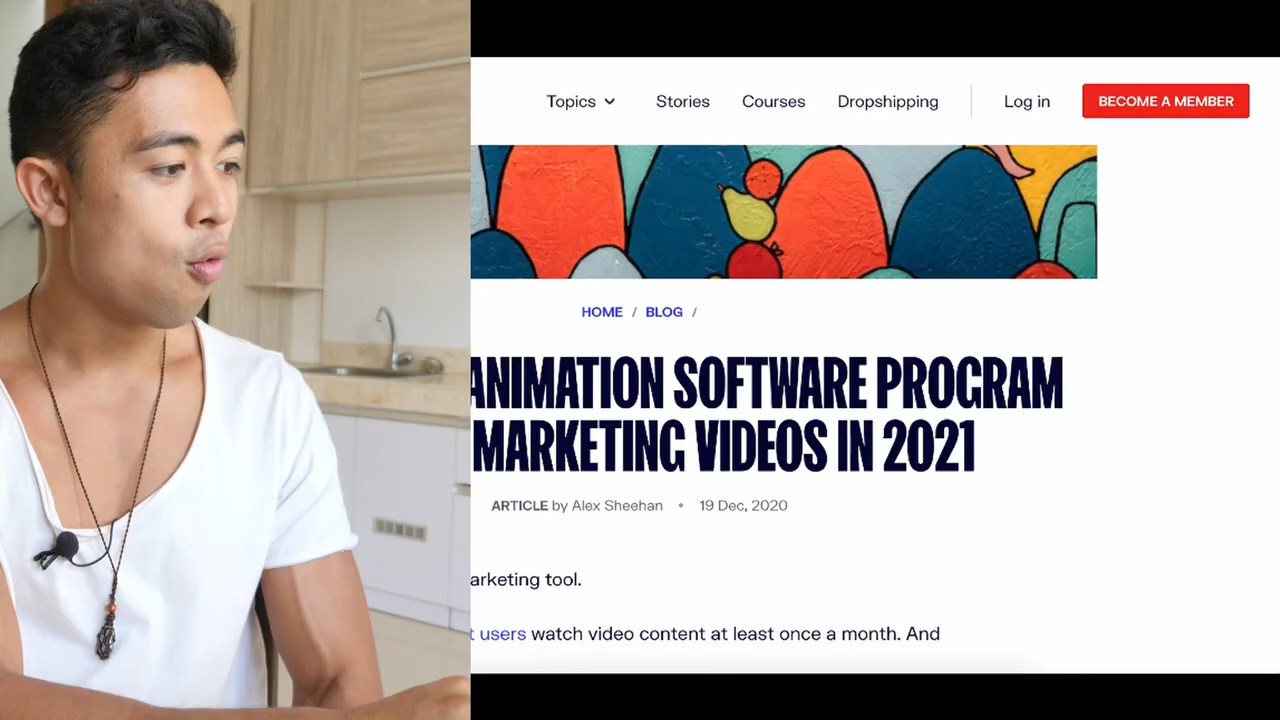 Topics Stories Courses Dropshipping Log in BECOME A MEMBER
HOME / BLOG /
ANIMATION SOFTWARE PROGRAM
MARKETING VIDEOS IN 2021
ARTICLE by Alex Sheehan • 19 Dec, 2020
arketing tool.
t users watch video content at least once a month. And